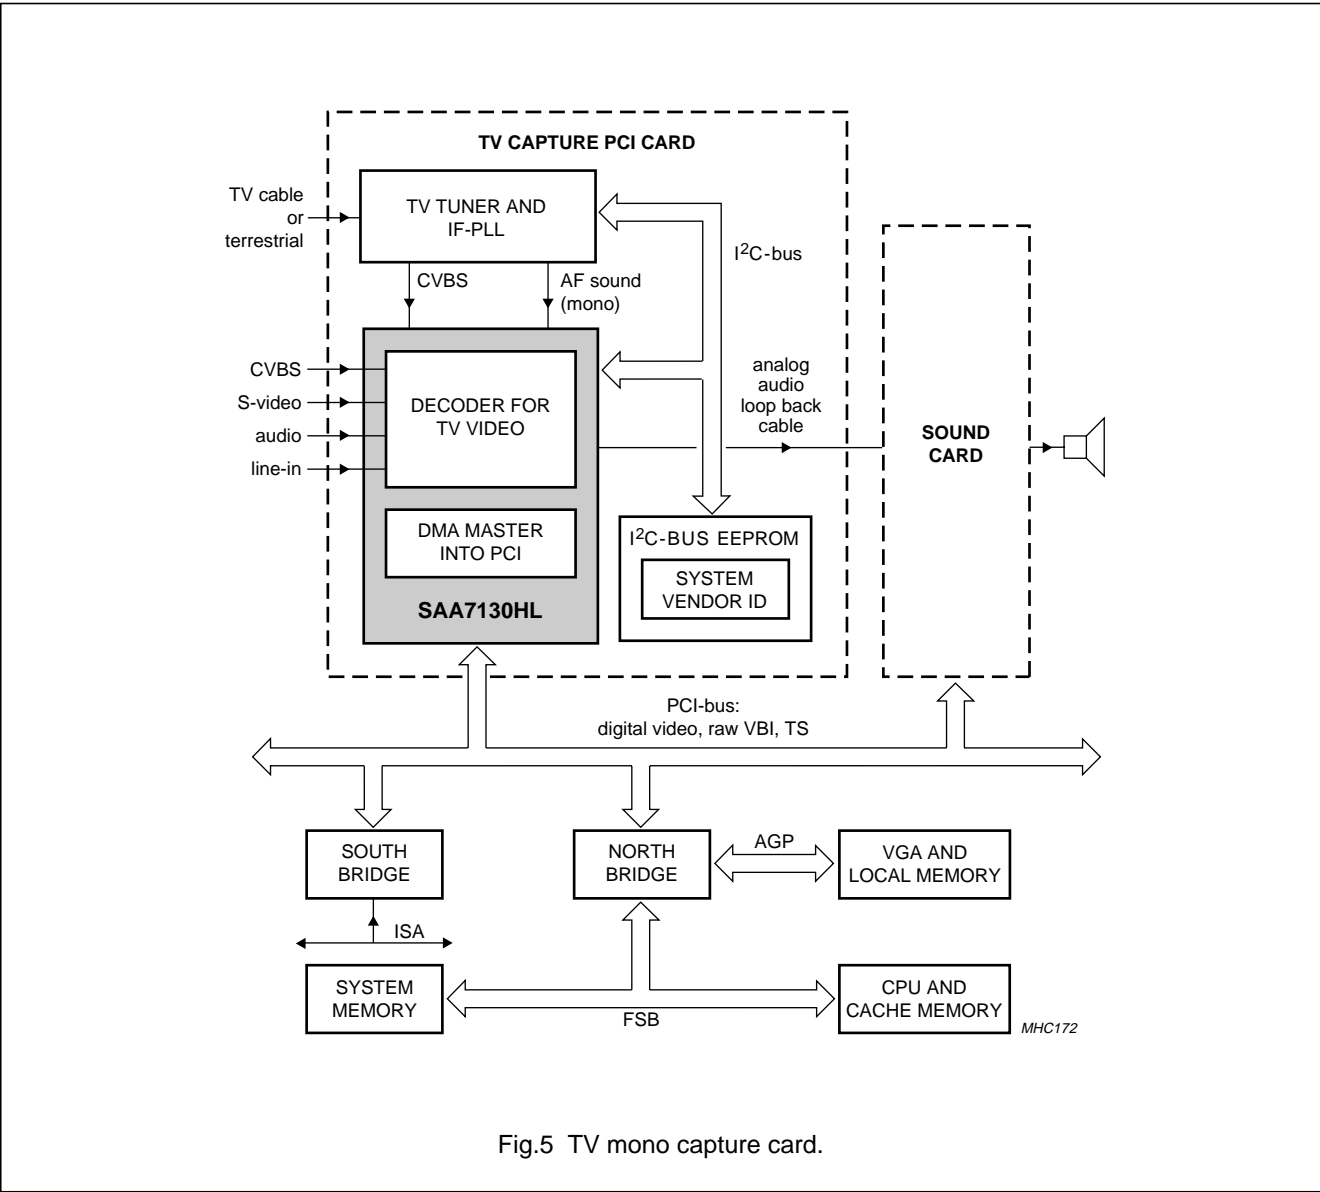 TV CAPTURE PCI CARD
TV cable
or
terrestrial
TV TUNER AND
IF-PLL
I2C-bus
CVBS
AF sound
(mono)
CVBS
S-video
audio
line-in
DECODER FOR
TV VIDEO
analog
audio
loop back
cable
SOUND
CARD
DMA MASTER
INTO PCI
SAA7130HL
I2C-BUS EEPROM
SYSTEM
VENDOR ID
PCI-bus:
digital video, raw VBI, TS
SOUTH
BRIDGE
NORTH
BRIDGE
AGP
VGA AND
LOCAL MEMORY
ISA
SYSTEM
MEMORY
FSB
CPU AND
CACHE MEMORY
MHC172
Fig.5 TV mono capture card.